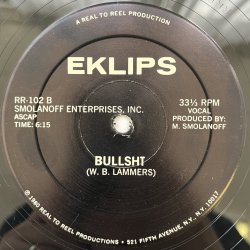 A REAL TO REEL PRODUCTION
EKLIPS
RR-102 B
SMOLANOFF ENTERPRISES, INC.
ASCAP
TIME: 6:15
33⅓ RPM
VOCAL
PRODUCED BY:
M. SMOLANOFF
BULLSHT
(W. B. LAMMERS)
© 1980 REAL TO REEL PRODUCTIONS - 521 FIFTH AVENUE, N.Y., N.Y. 10017